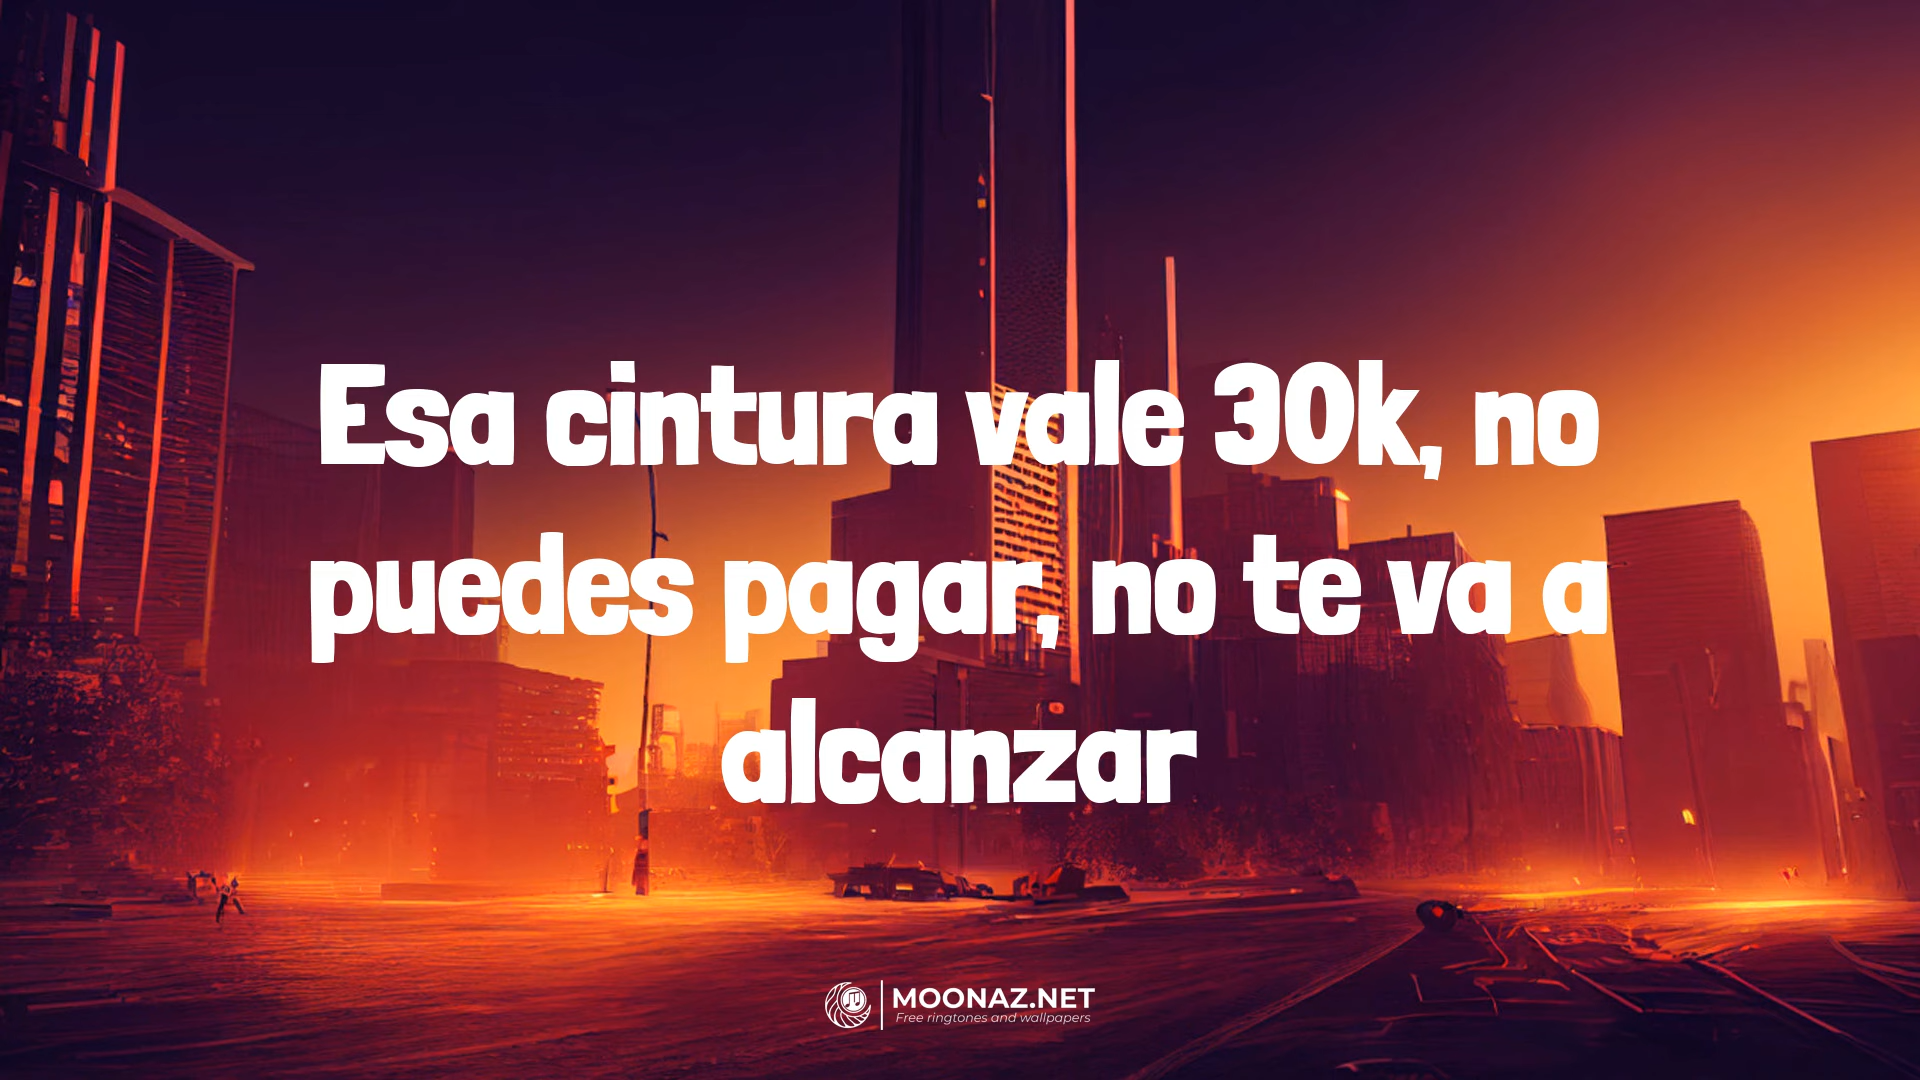 Esa cintura vale 30k, no
puedes pagar, no te va a
alcanzar
MOONAZ.NET
Free ringtones and wallpapers